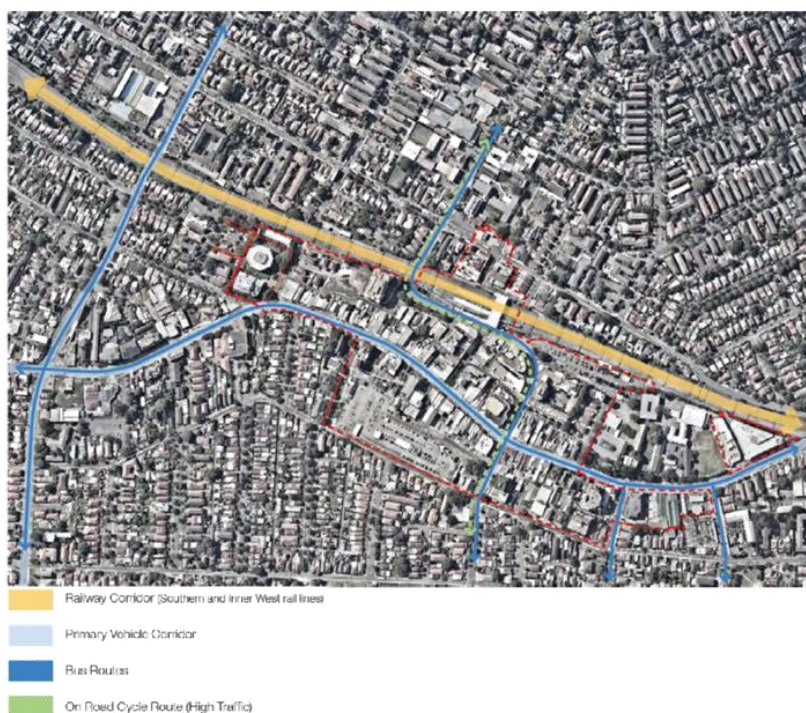 Railway Corridor (Southern and Inner West rail lines)
Primary Vehicle Corridor
Bus Routes
On Road Cycle Route (High Traffic)